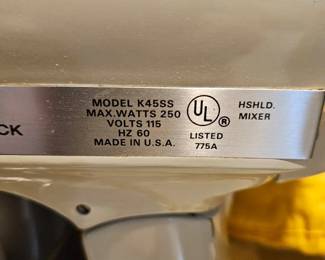 MODEL K45SS
MAX.WATTS 250
VOLTS 115
HZ 60
MADE IN U.S.A.
UL
®
LISTED
775A
HSHLD.
MIXER
CK